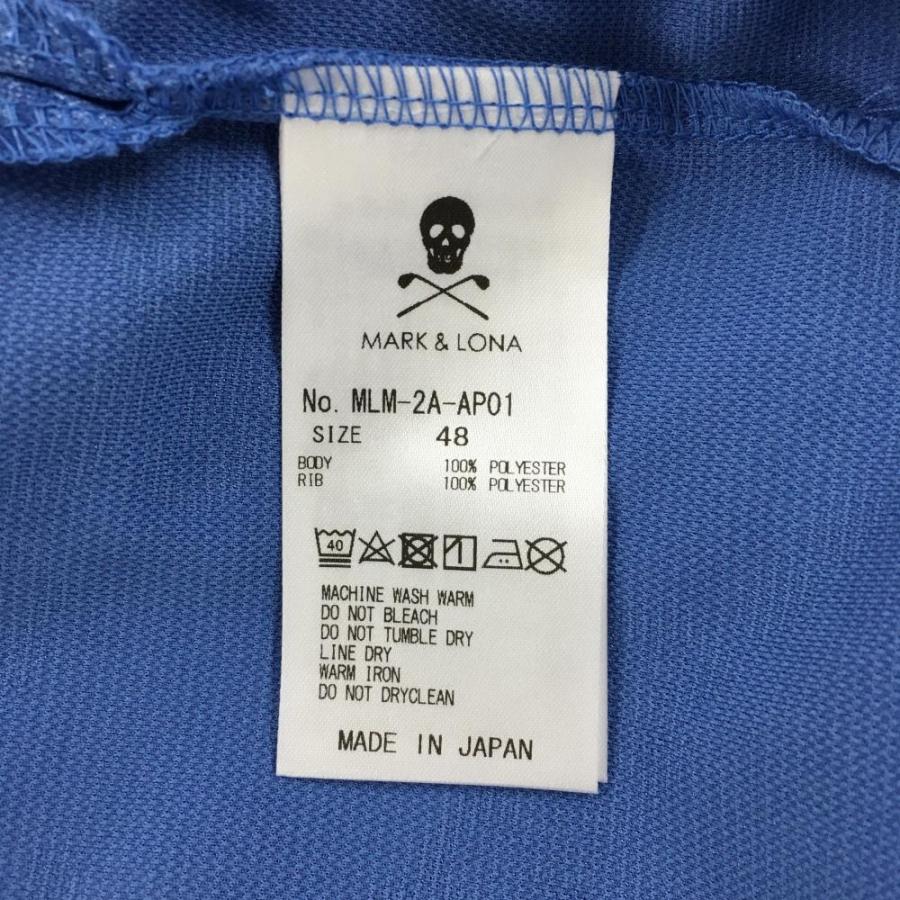 MARK & LONA
No. MLM-2A-AP01
SIZE 48
BODY 100% POLYESTER
RIB 100% POLYESTER
40
MACHINE WASH WARM
DO NOT BLEACH
DO NOT TUMBLE DRY
LINE DRY
WARM IRON
DO NOT DRYCLEAN
MADE IN JAPAN